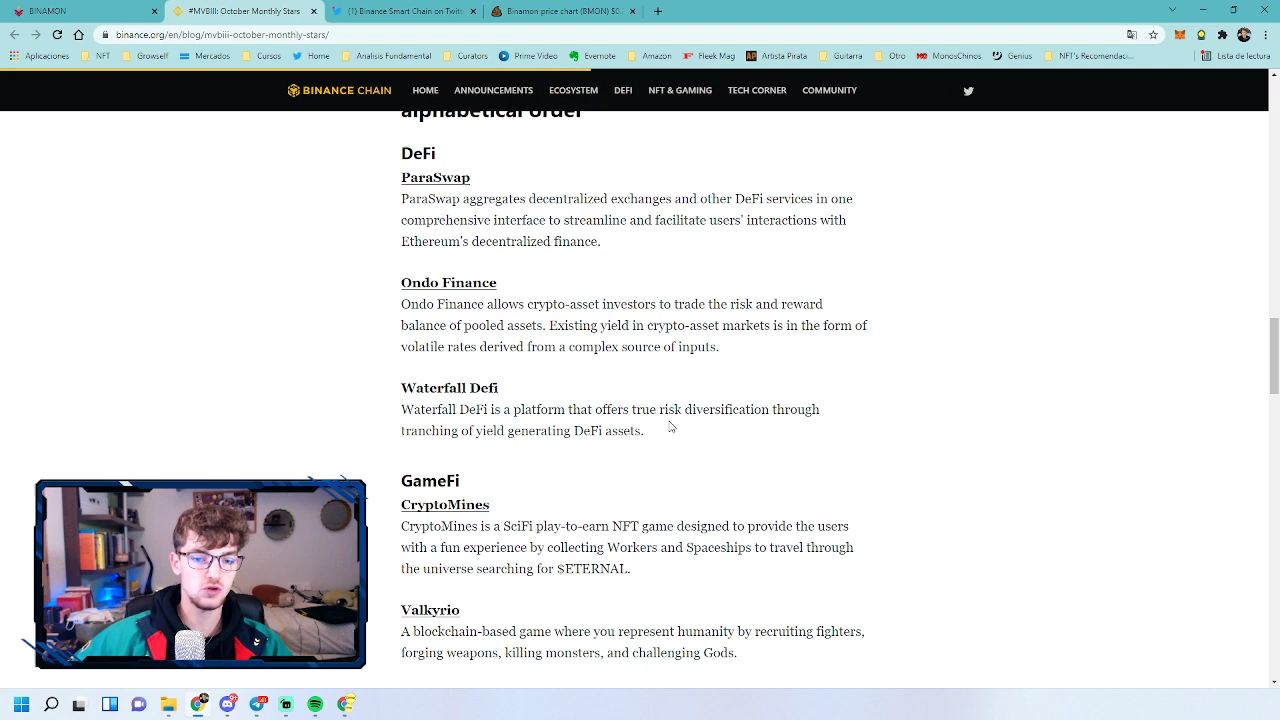 BINAMON
#MVBIII: October Monthly Stars
(1) Binance Smart Chain on Twitt
Binamon price chart (BMON) $0.
binance.org/en/blog/mvbiii-october-monthly-stars/
Aplicaciones NFT Growself Mercados Cursos Home Análisis Fundamental Curators Prime Video Evernote Amazon Fleek Mag Artista Pirata Guitarra Otro MonosChinos Genius NFT's Recomendaci... Lista de lectura
BINANCE CHAIN HOME ANNOUNCEMENTS ECOSYSTEM DEFI NFT & GAMING TECH CORNER COMMUNITY
alphabetical order
DeFi
ParaSwap
ParaSwap aggregates decentralized exchanges and other DeFi services in one
comprehensive interface to streamline and facilitate users' interactions with
Ethereum's decentralized finance.
Ondo Finance
Ondo Finance allows crypto-asset investors to trade the risk and reward
balance of pooled assets. Existing yield in crypto-asset markets is in the form of
volatile rates derived from a complex source of inputs.
Waterfall Defi
Waterfall DeFi is a platform that offers true risk diversification through
tranching of yield generating DeFi assets.
GameFi
CryptoMines
CryptoMines is a SciFi play-to-earn NFT game designed to provide the users
with a fun experience by collecting Workers and Spaceships to travel through
the universe searching for $ETERNAL.
Valkyrio
A blockchain-based game where you represent humanity by recruiting fighters,
forging weapons, killing monsters, and challenging Gods.